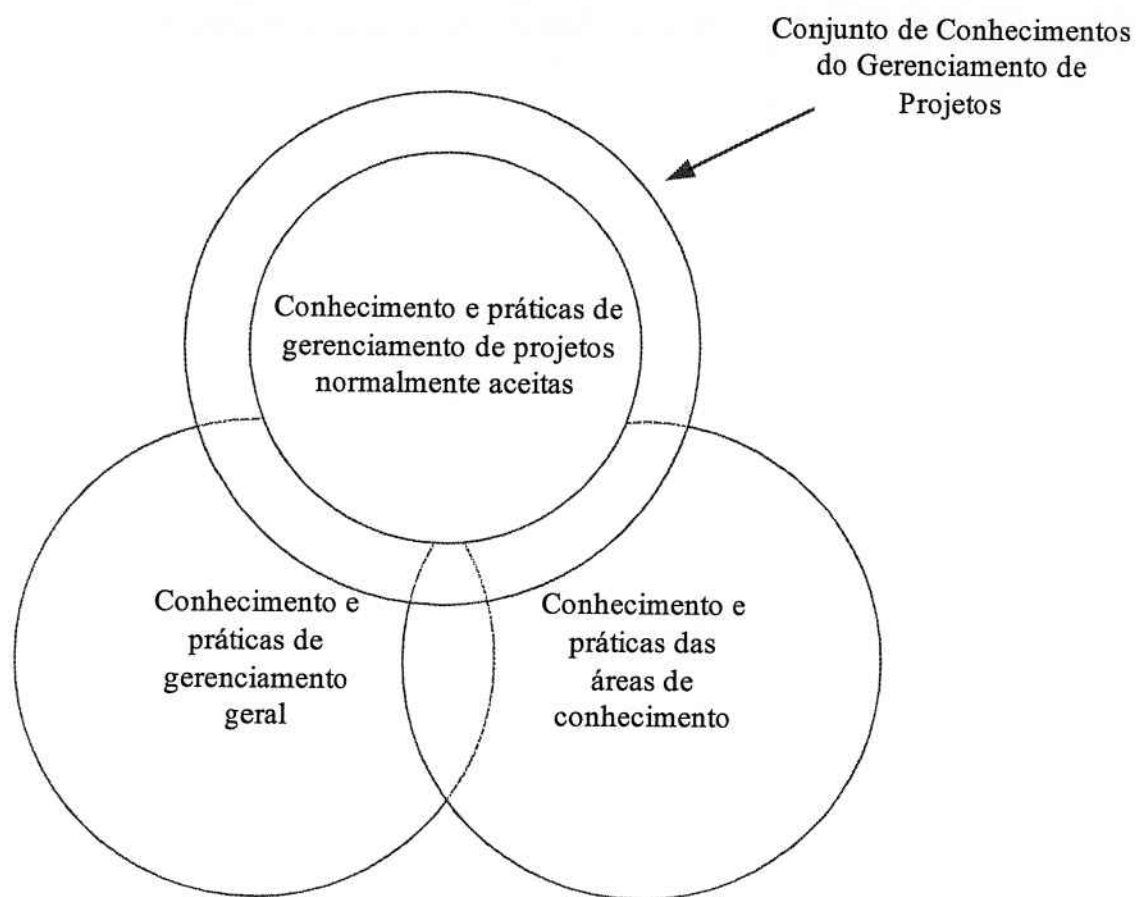 Conjunto de Conhecimentos
do Gerenciamento de
Projetos
Conhecimento e práticas de
gerenciamento de projetos
normalmente aceitas
Conhecimento e
práticas de
gerenciamento
geral
Conhecimento e
práticas das
áreas de
conhecimento